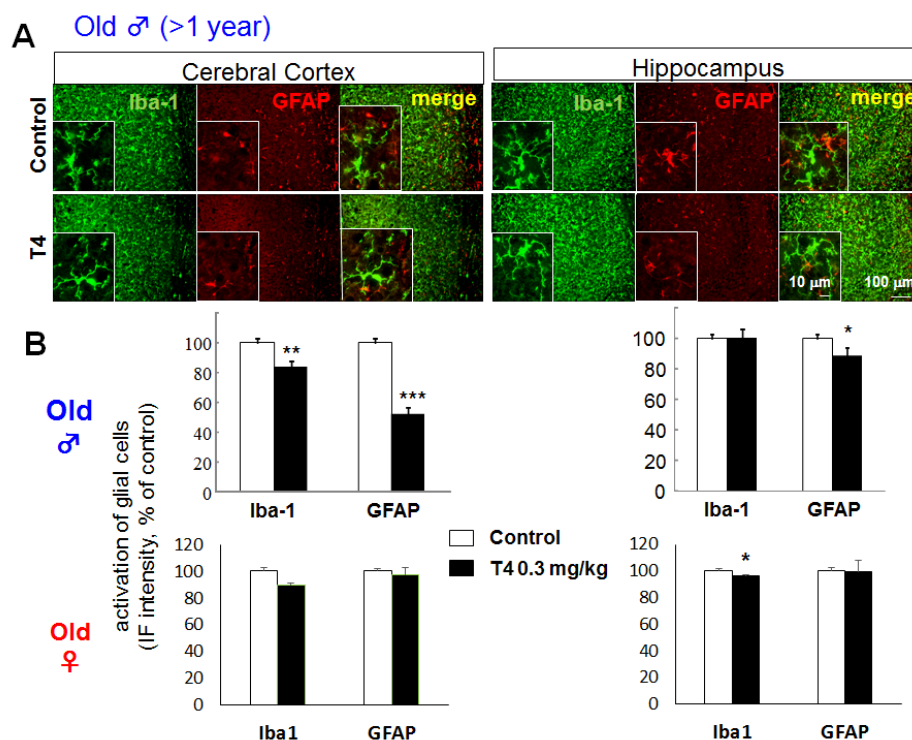 A
Old ♂ (>1 year)
Cerebral Cortex
Hippocampus
Control
Iba-1
GFAP
merge
Iba-1
GFAP
merge
T4
10 μm
100 μm
B
Old
♂
activation of glial cells
(IF intensity, % of control)
100
80
60
40
20
0
**
***
Iba-1
GFAP
100
80
60
40
20
0
*
Iba-1
GFAP
Control
T4 0.3 mg/kg
Old
♀
120
100
80
60
40
20
0
Iba1
GFAP
120
100
80
60
40
20
0
*
Iba1
GFAP